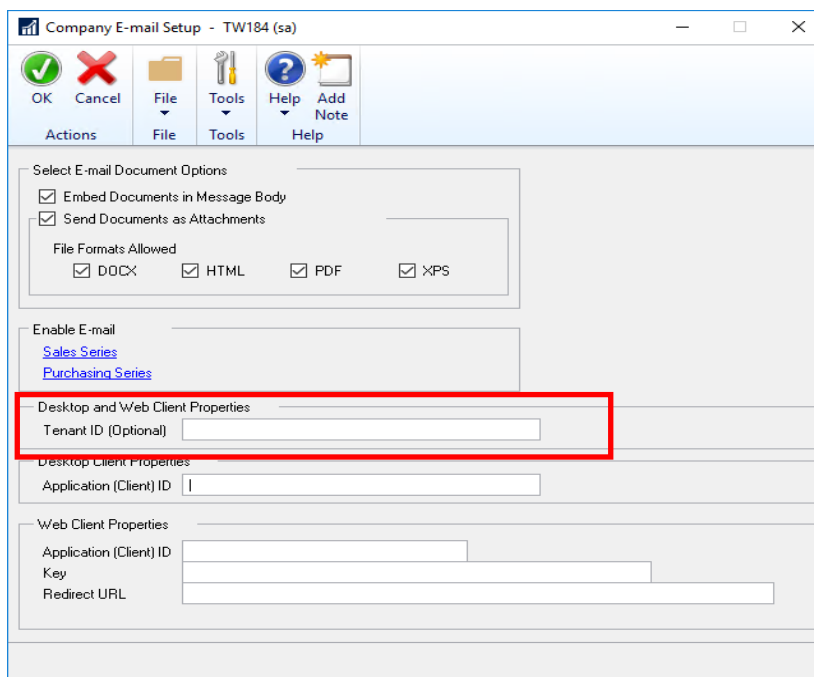 Company E-mail Setup - TW184 (sa)
OK Cancel File Tools Help Add Note
Actions File Tools Help
Select E-mail Document Options
Embed Documents in Message Body
Send Documents as Attachments
File Formats Allowed
DOCX HTML PDF XPS
Enable E-mail
Sales Series
Purchasing Series
Desktop and Web Client Properties
Tenant ID (Optional)
Desktop Client Properties
Application (Client) ID
Web Client Properties
Application (Client) ID
Key
Redirect URL